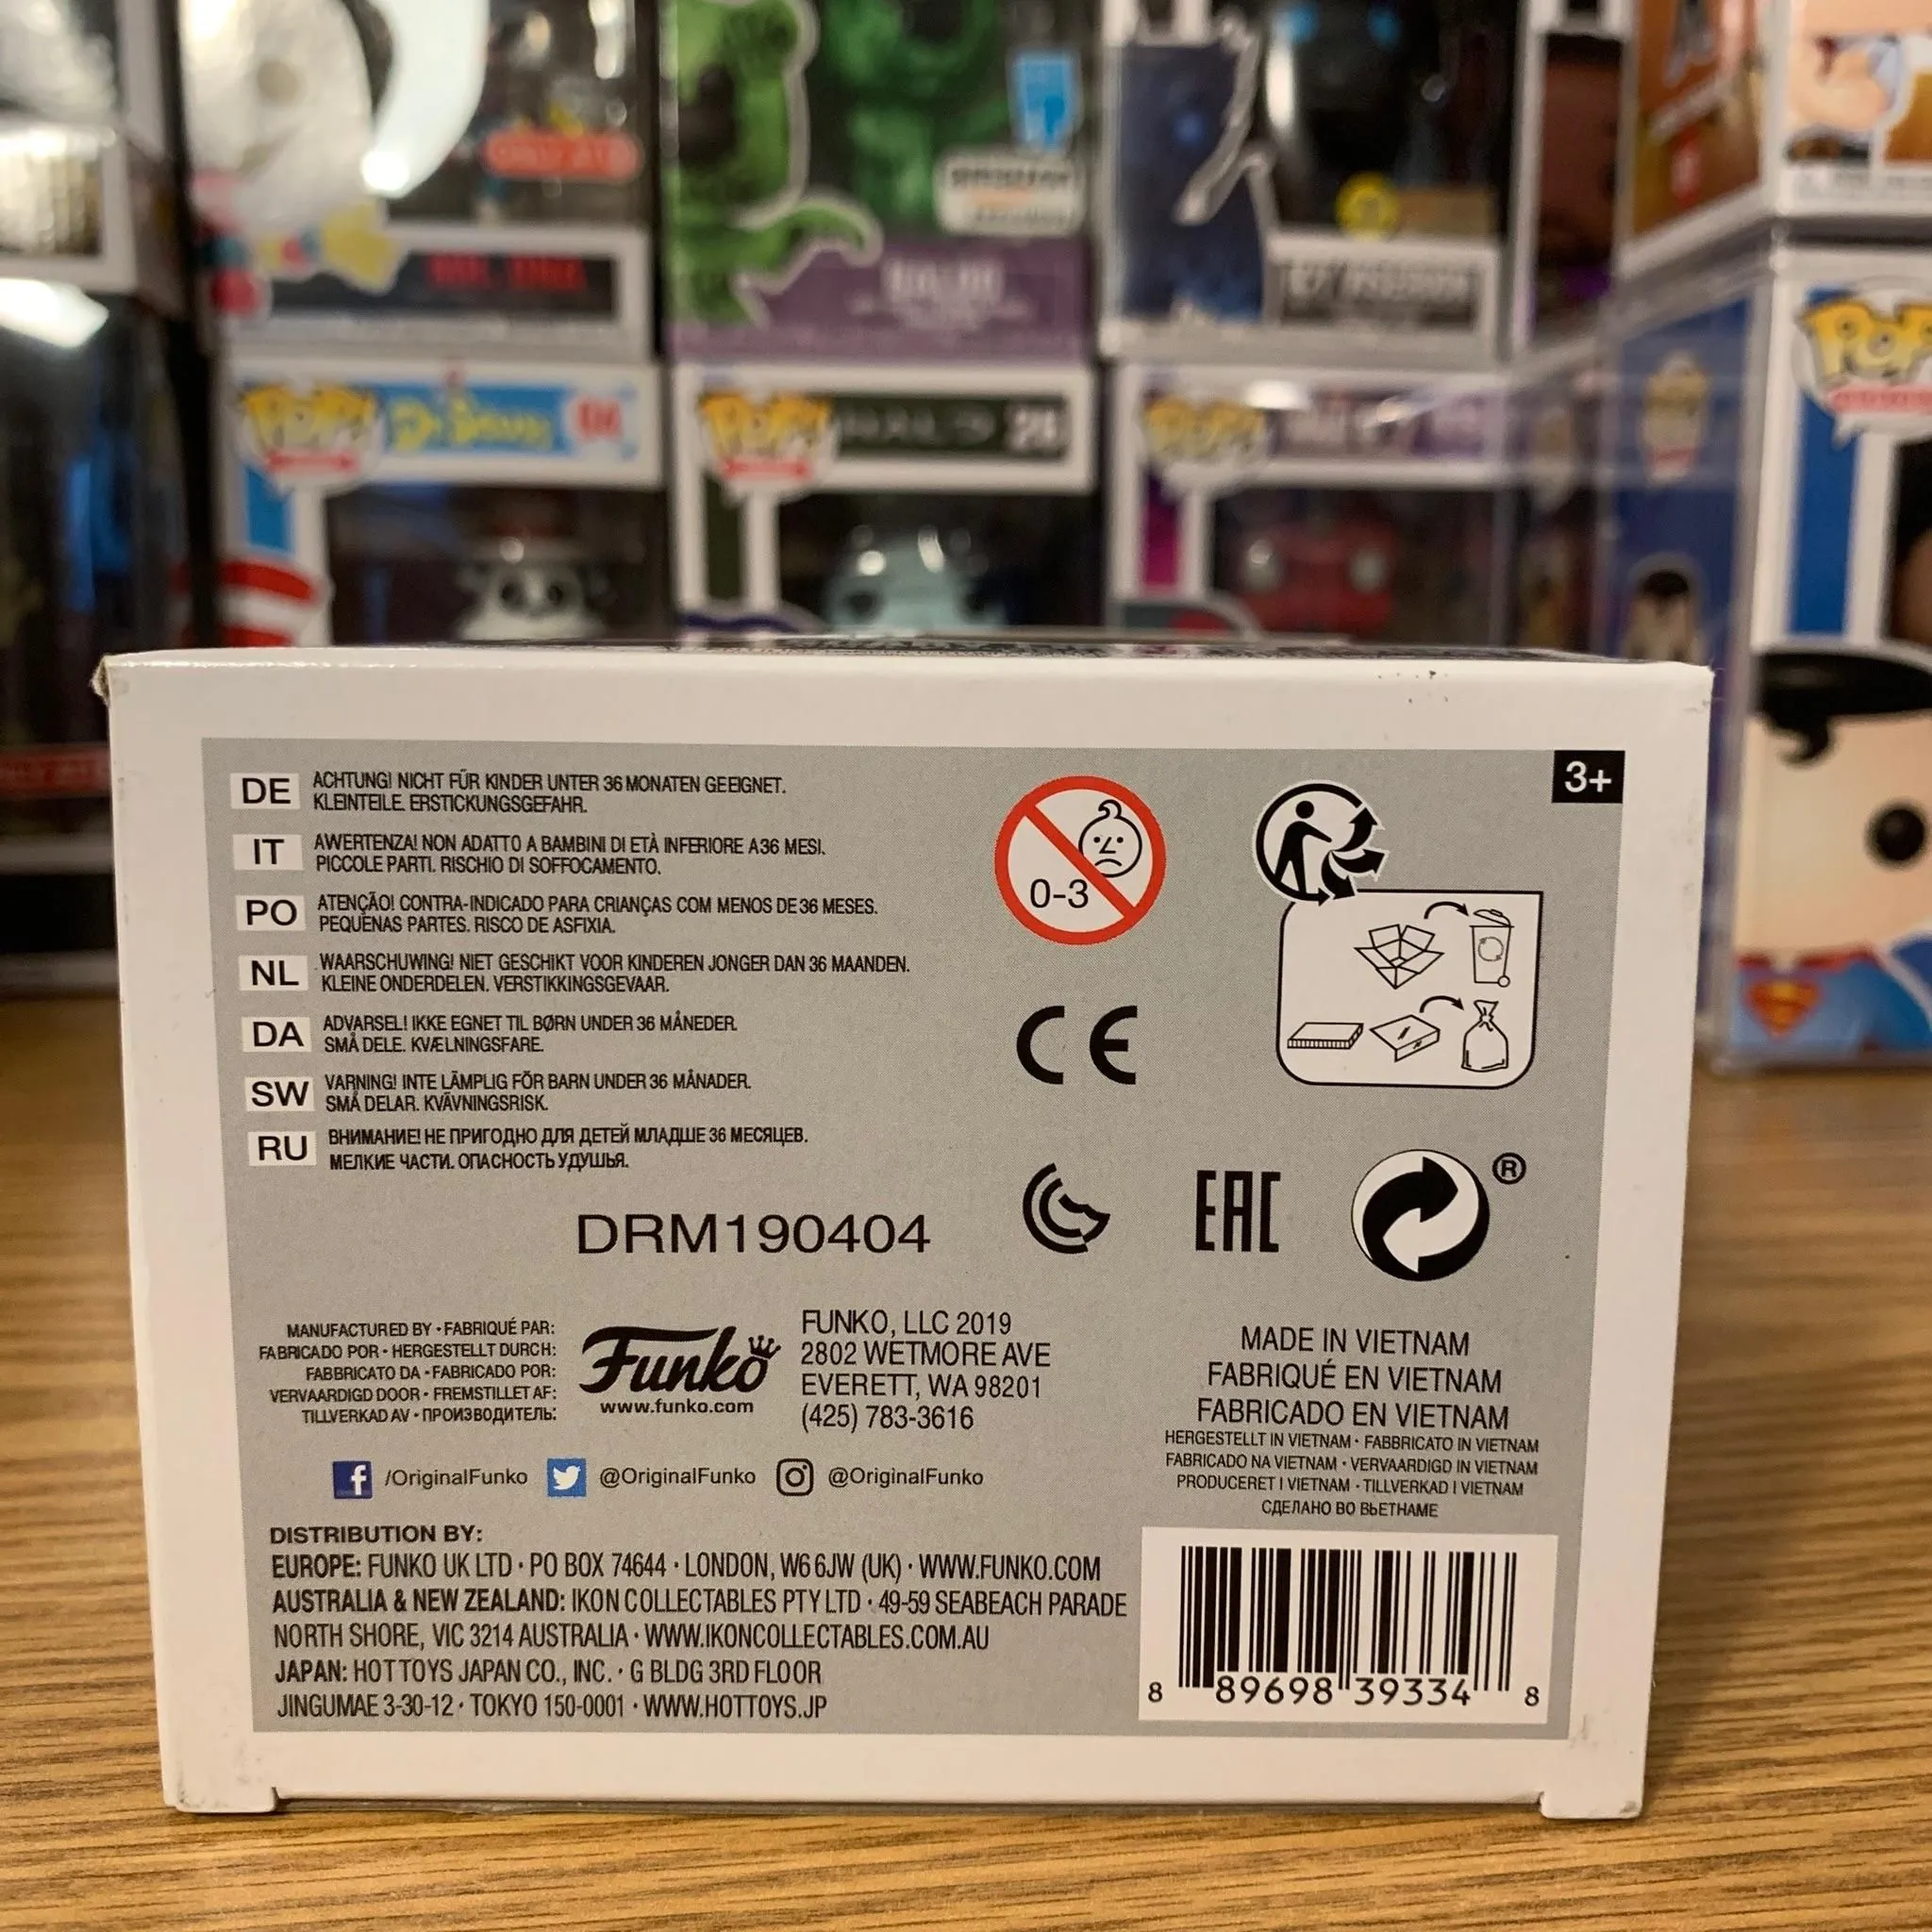 ONLY AT
POP!
Dr. Seuss
POP!
HALO
POP!
POP!
3+
DE
ACHTUNG! NICHT FÜR KINDER UNTER 36 MONATEN GEEIGNET.
KLEINTEILE. ERSTICKUNGSGEFAHR.
IT
AWERTENZA! NON ADATTO A BAMBINI DI ETÀ INFERIORE A36 MESI.
PICCOLE PARTI. RISCHIO DI SOFFOCAMENTO.
PO
ATENÇÃO! CONTRA-INDICADO PARA CRIANÇAS COM MENOS DE 36 MESES.
PEQUENAS PARTES. RISCO DE ASFIXIA.
NL
WAARSCHUWING! NIET GESCHIKT VOOR KINDEREN JONGER DAN 36 MAANDEN.
KLEINE ONDERDELEN. VERSTIKKINGSGEVAAR.
DA
ADVARSEL! IKKE EGNET TIL BØRN UNDER 36 MÅNEDER.
SMÅ DELE. KVÆLNINGSFARE.
SW
VARNING! INTE LÄMPLIG FÖR BARN UNDER 36 MÅNADER.
SMÅ DELAR. KVÄVNINGSRISK.
RU
ВНИМАНИЕ! НЕ ПРИГОДНО ДЛЯ ДЕТЕЙ МЛАДШЕ 36 МЕСЯЦЕВ.
МЕЛКИЕ ЧАСТИ. ОПАСНОСТЬ УДУШЬЯ.
0-3
CE
EAC
®
DRM190404
MANUFACTURED BY • FABRIQUÉ PAR:
FABRICADO POR • HERGESTELLT DURCH:
FABBRICATO DA • FABRICADO POR:
VERVAARDIGD DOOR • FREMSTILLET AF:
TILLVERKAD AV • ПРОИЗВОДИТЕЛЬ:
Funko
www.funko.com
FUNKO, LLC 2019
2802 WETMORE AVE
EVERETT, WA 98201
(425) 783-3616
/OriginalFunko @OriginalFunko @OriginalFunko
MADE IN VIETNAM
FABRIQUÉ EN VIETNAM
FABRICADO EN VIETNAM
HERGESTELLT IN VIETNAM • FABBRICATO IN VIETNAM
FABRICADO NA VIETNAM • VERVAARDIGD IN VIETNAM
PRODUCERET I VIETNAM • TILLVERKAD I VIETNAM
СДЕЛАНО ВО ВЬЕТНАМЕ
DISTRIBUTION BY:
EUROPE: FUNKO UK LTD • PO BOX 74644 • LONDON, W6 6JW (UK) • WWW.FUNKO.COM
AUSTRALIA & NEW ZEALAND: IKON COLLECTABLES PTY LTD • 49-59 SEABEACH PARADE
NORTH SHORE, VIC 3214 AUSTRALIA • WWW.IKONCOLLECTABLES.COM.AU
JAPAN: HOT TOYS JAPAN CO., INC. • G BLDG 3RD FLOOR
JINGUMAE 3-30-12 • TOKYO 150-0001 • WWW.HOTTOYS.JP
8 89698 39334 8